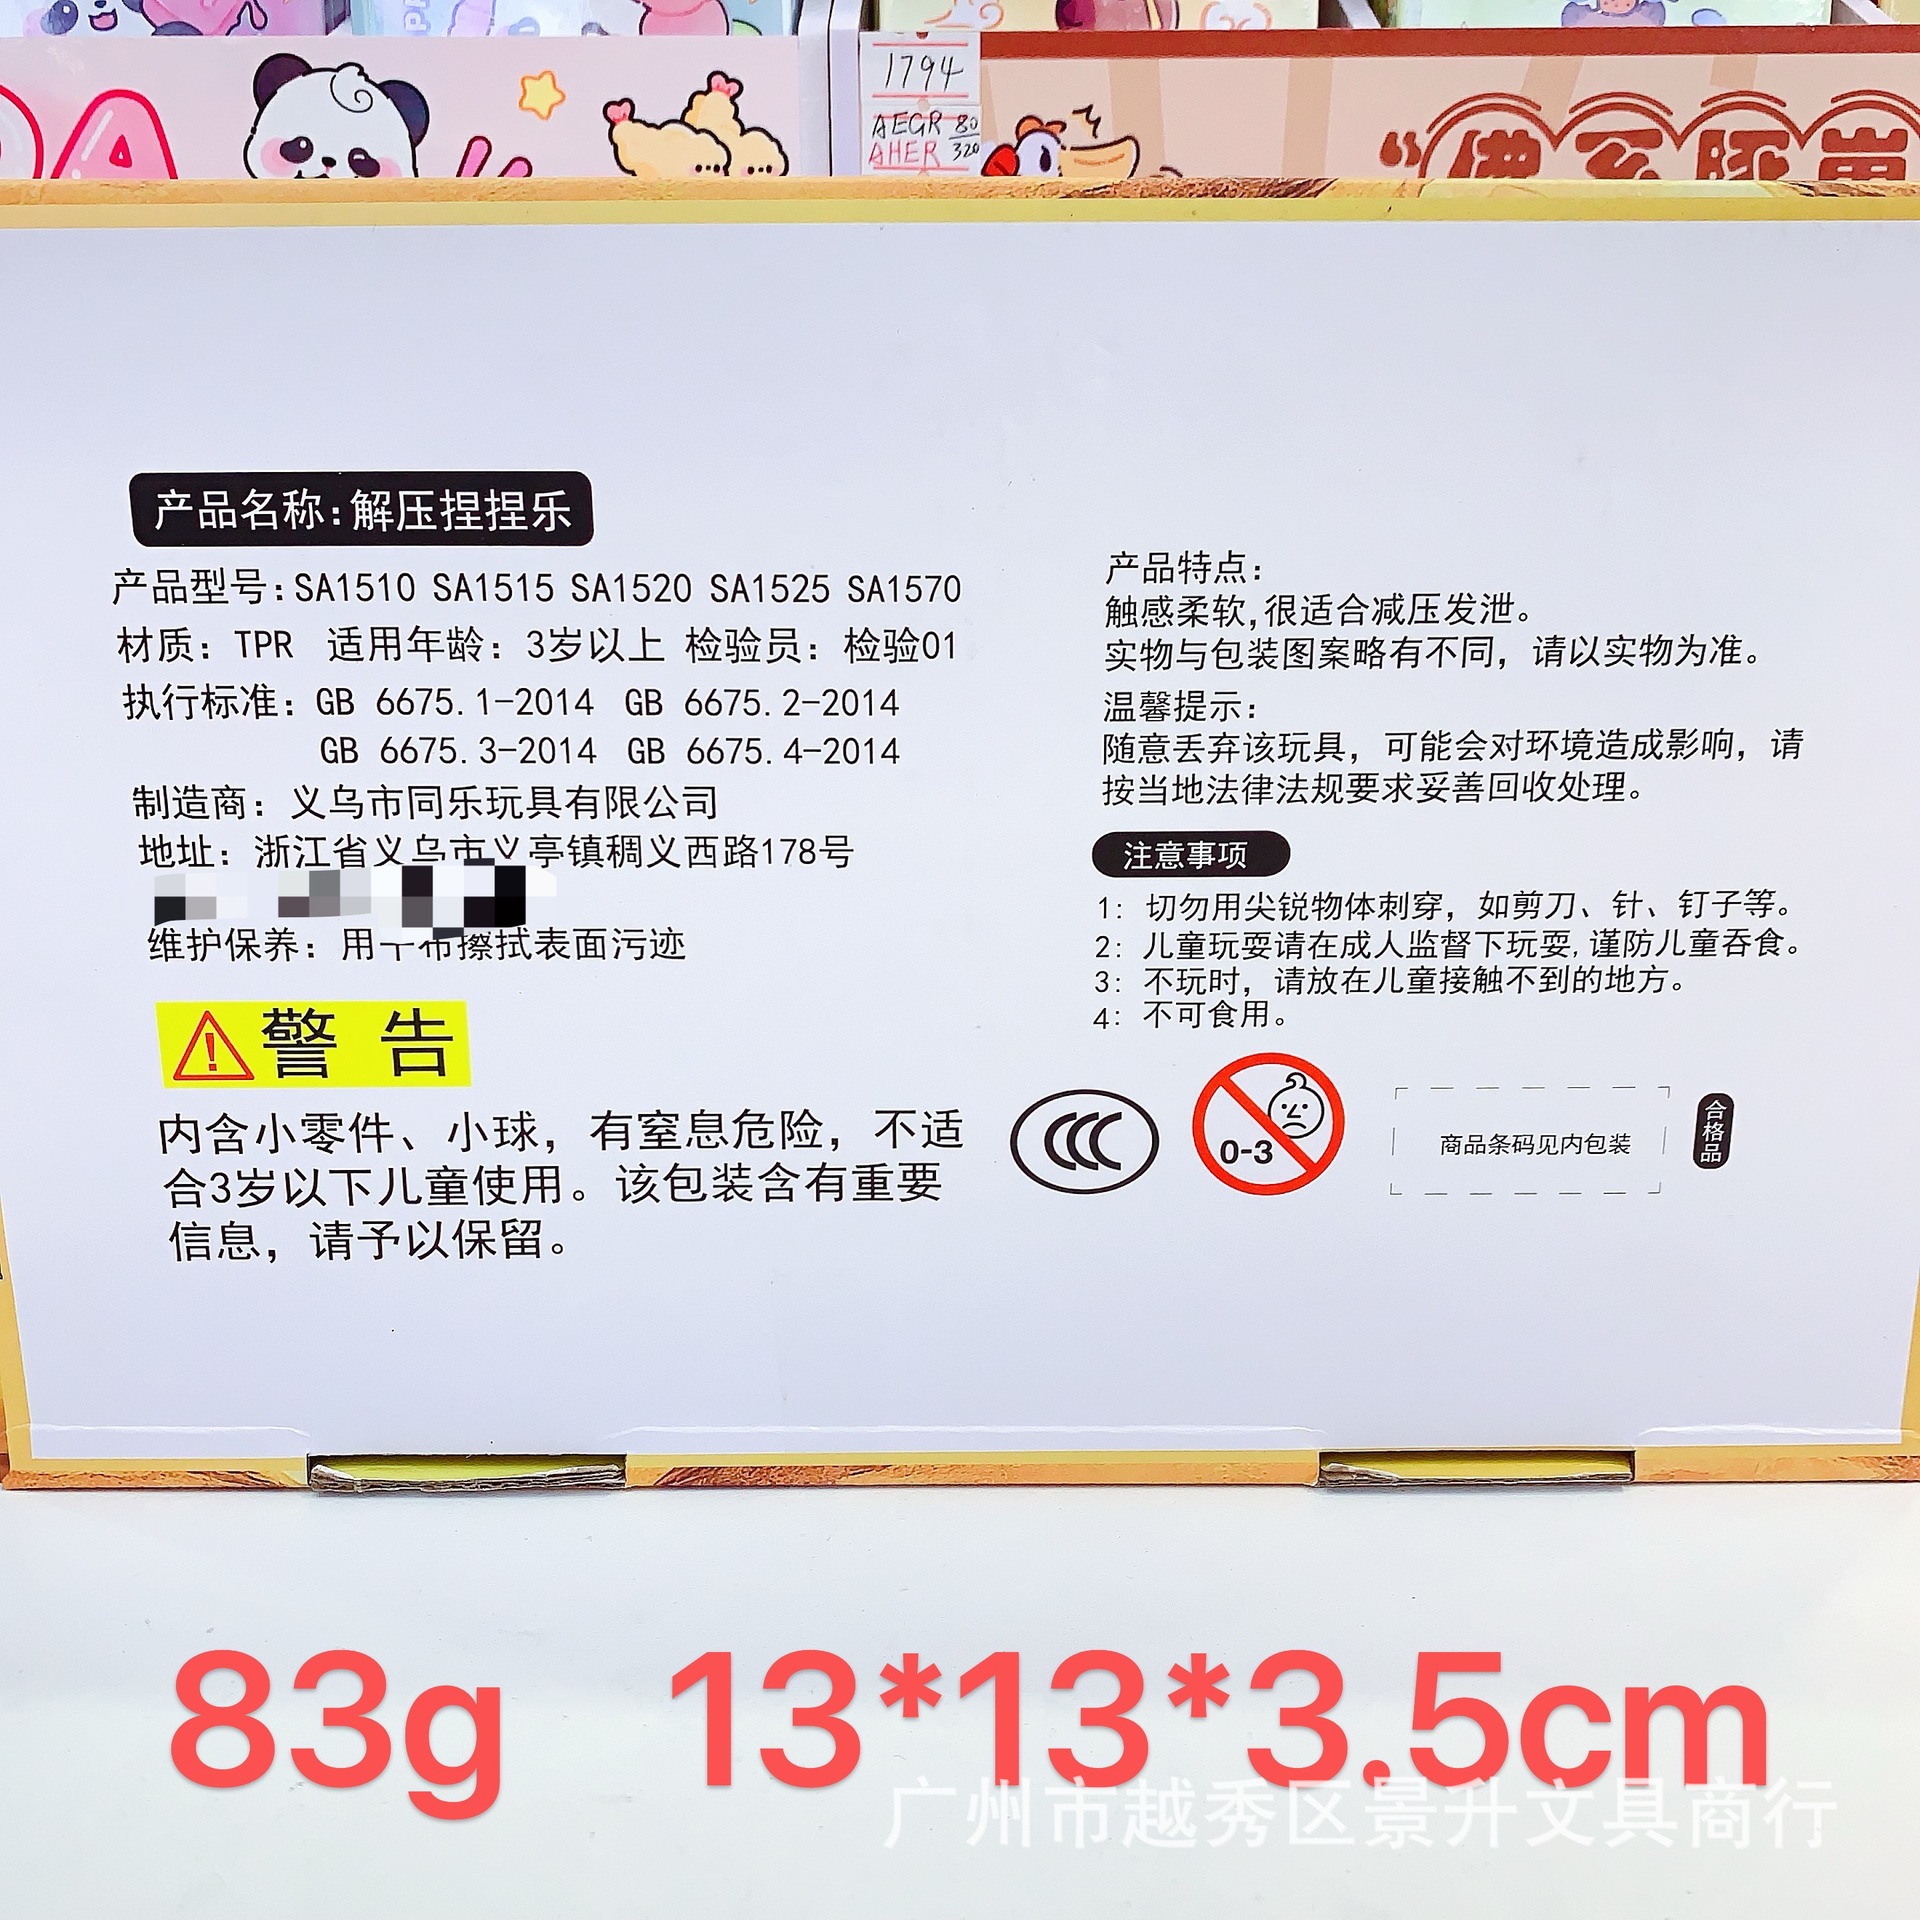 1794
AEGR 80
AHER 320
产品名称:解压捏捏乐
产品型号:SA1510 SA1515 SA1520 SA1525 SA1570
材质: TPR 适用年龄: 3岁以上 检验员: 检验01
执行标准: GB 6675.1-2014 GB 6675.2-2014
GB 6675.3-2014 GB 6675.4-2014
制造商: 义乌市同乐玩具有限公司
地址: 浙江省义乌市义亭镇稠义西路178号
维护保养: 用干布擦拭表面污迹
警 告
内含小零件、小球, 有窒息危险, 不适
合3岁以下儿童使用。该包装含有重要
信息, 请予以保留。
产品特点:
触感柔软,很适合减压发泄。
实物与包装图案略有不同, 请以实物为准。
温馨提示:
随意丢弃该玩具, 可能会对环境造成影响, 请
按当地法律法规要求妥善回收处理。
注意事项
1: 切勿用尖锐物体刺穿, 如剪刀、针、钉子等。
2: 儿童玩耍请在成人监督下玩耍,谨防儿童吞食。
3: 不玩时, 请放在儿童接触不到的地方。
4: 不可食用。
CCC
0-3
商品条码见内包装
合格品
83g 13*13*3.5cm
广州市越秀区景升文具商行